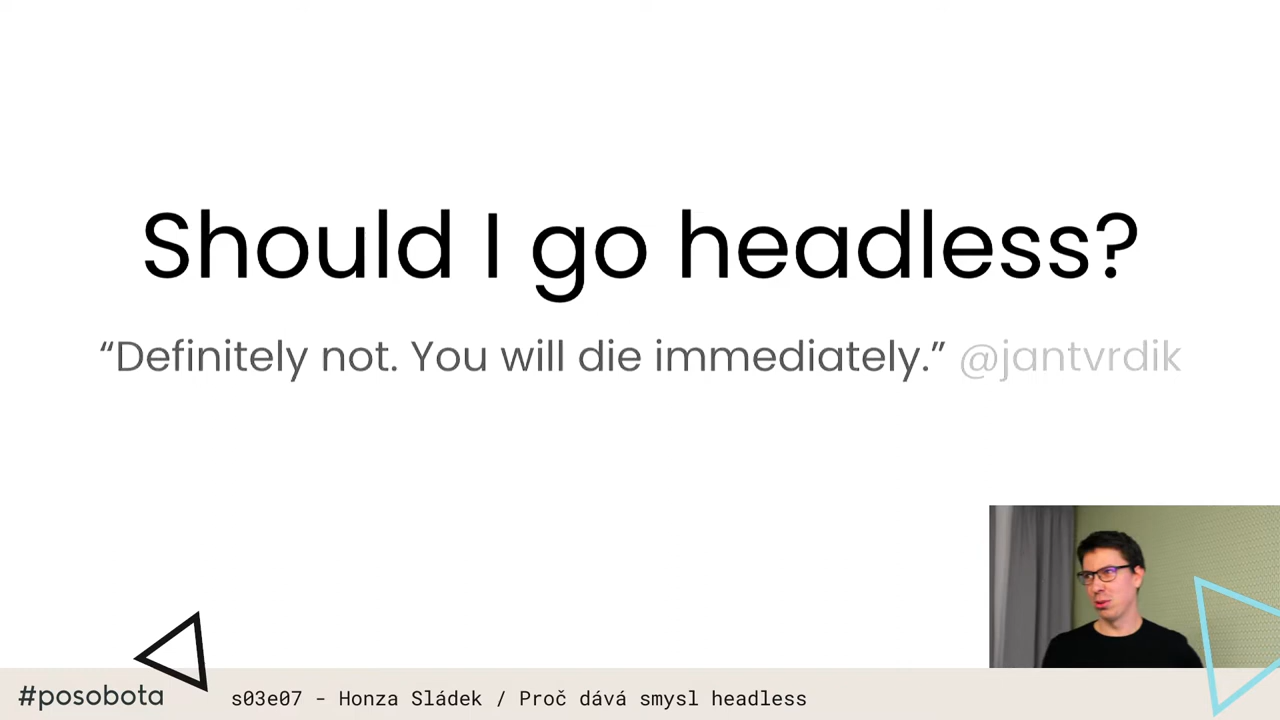 Should I go headless?
“Definitely not. You will die immediately.” @jantvrdik
#posobota
s03e07 - Honza Sládek / Proč dává smysl headless